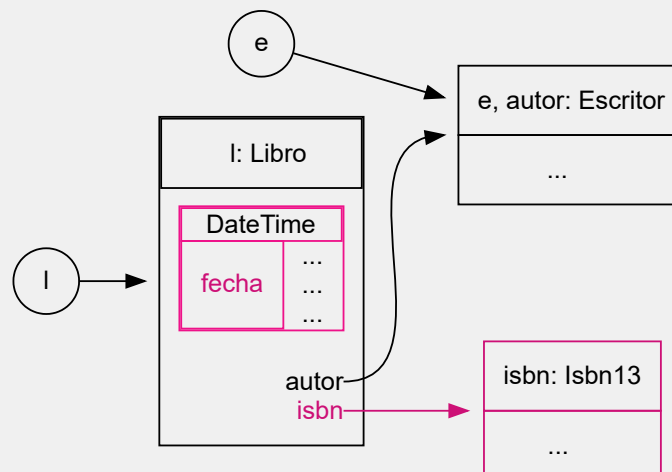 e
e, autor: Escritor
...
l: Libro
DateTime
fecha
...
...
...
l
autor
isbn
isbn: Isbn13
...